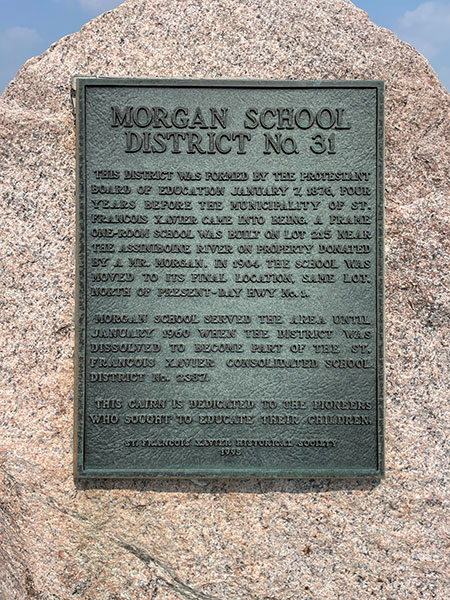 MORGAN SCHOOL
DISTRICT No. 31
THIS DISTRICT WAS FORMED BY THE PROTESTANT
BOARD OF EDUCATION JANUARY 7, 1876, FOUR
YEARS BEFORE THE MUNICIPALITY OF ST.
FRANCOIS XAVIER CAME INTO BEING. A FRAME
ONE-ROOM SCHOOL WAS BUILT ON LOT 215 NEAR
THE ASSINIBOINE RIVER ON PROPERTY DONATED
BY A MR. MORGAN. IN 1904 THE SCHOOL WAS
MOVED TO ITS FINAL LOCATION, SAME LOT,
NORTH OF PRESENT-DAY HWY No. 1.
MORGAN SCHOOL SERVED THE AREA UNTIL
JANUARY 1960 WHEN THE DISTRICT WAS
DISSOLVED TO BECOME PART OF THE ST.
FRANCOIS XAVIER CONSOLIDATED SCHOOL
DISTRICT No. 2387.
THIS CAIRN IS DEDICATED TO THE PIONEERS
WHO SOUGHT TO EDUCATE THEIR CHILDREN.
ST. FRANCOIS XAVIER HISTORICAL SOCIETY